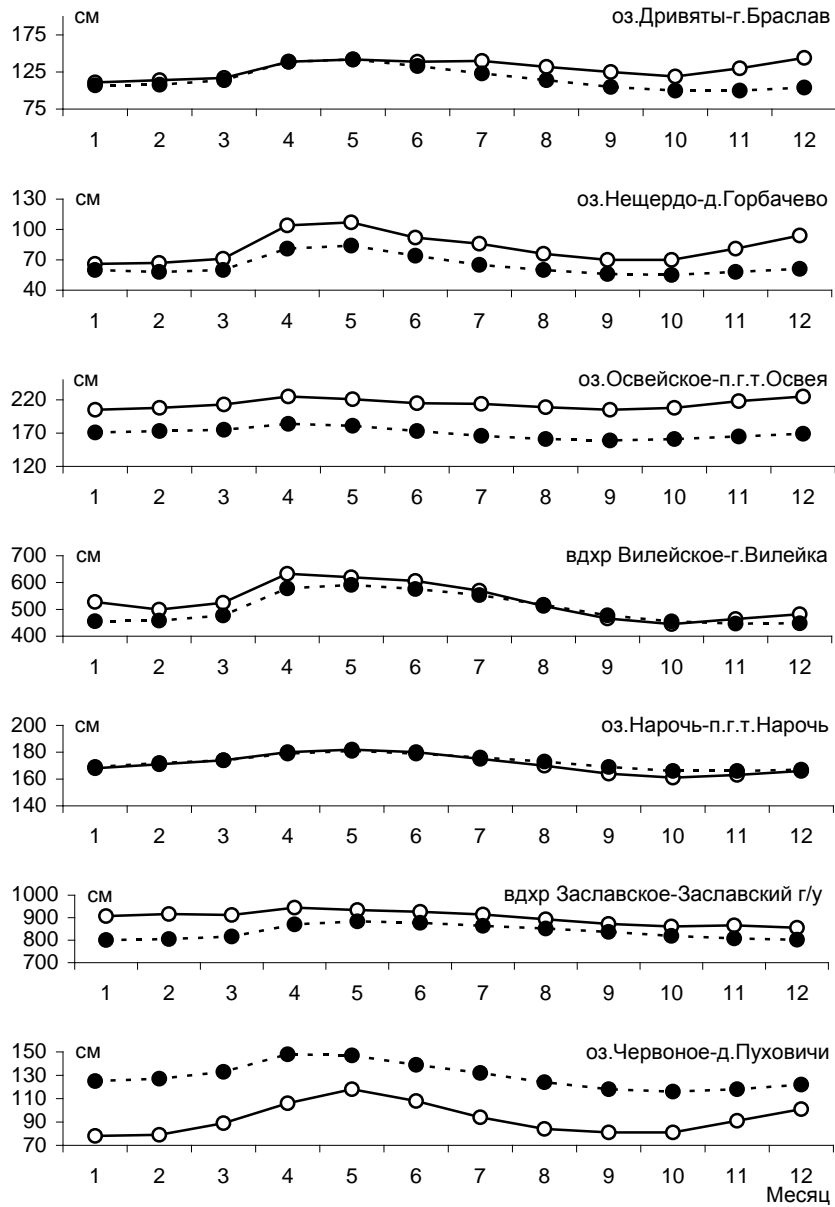 см
оз.Дривяты-г.Браслав
175
125
75
1 2 3 4 5 6 7 8 9 10 11 12
130
см
оз.Нещердо-д.Горбачево
100
70
40
1 2 3 4 5 6 7 8 9 10 11 12
см
оз.Освейское-п.г.т.Освея
220
170
120
1 2 3 4 5 6 7 8 9 10 11 12
700
см
вдхр Вилейское-г.Вилейка
600
500
400
1 2 3 4 5 6 7 8 9 10 11 12
200
см
оз.Нарочь-п.г.т.Нарочь
180
160
140
1 2 3 4 5 6 7 8 9 10 11 12
1000
см
вдхр Заславское-Заславский г/у
900
800
700
1 2 3 4 5 6 7 8 9 10 11 12
150
см
оз.Червоное-д.Пуховичи
130
110
90
70
1 2 3 4 5 6 7 8 9 10 11 12
Месяц